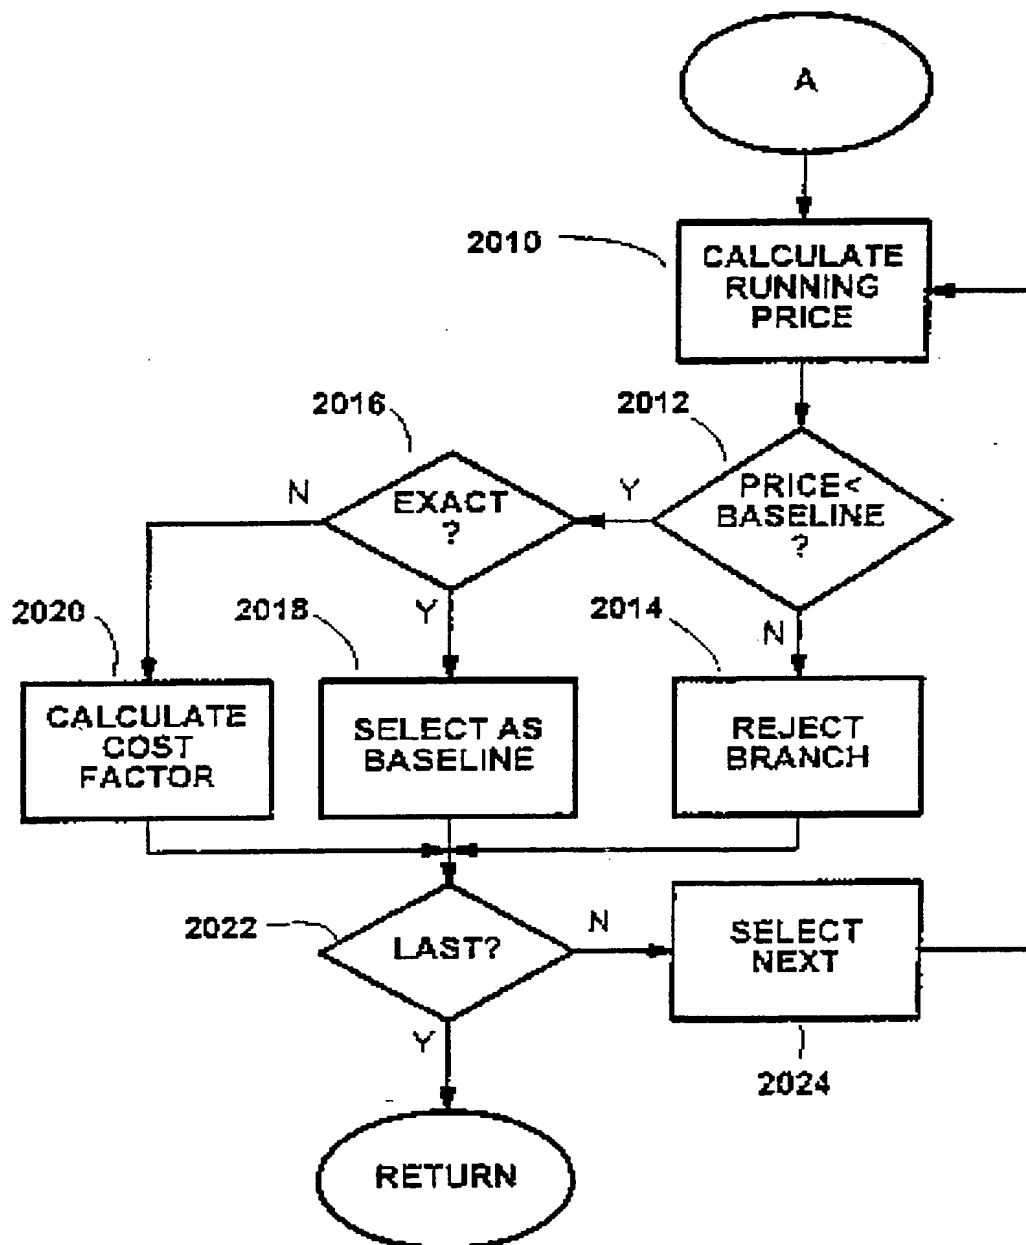 A
2010
CALCULATE
RUNNING
PRICE
2016
2012
N
EXACT
?
Y
PRICE<
BASELINE
?
2020
2018
Y
2014
N
CALCULATE
COST
FACTOR
SELECT AS
BASELINE
REJECT
BRANCH
2022
LAST?
N
SELECT
NEXT
Y
2024
RETURN